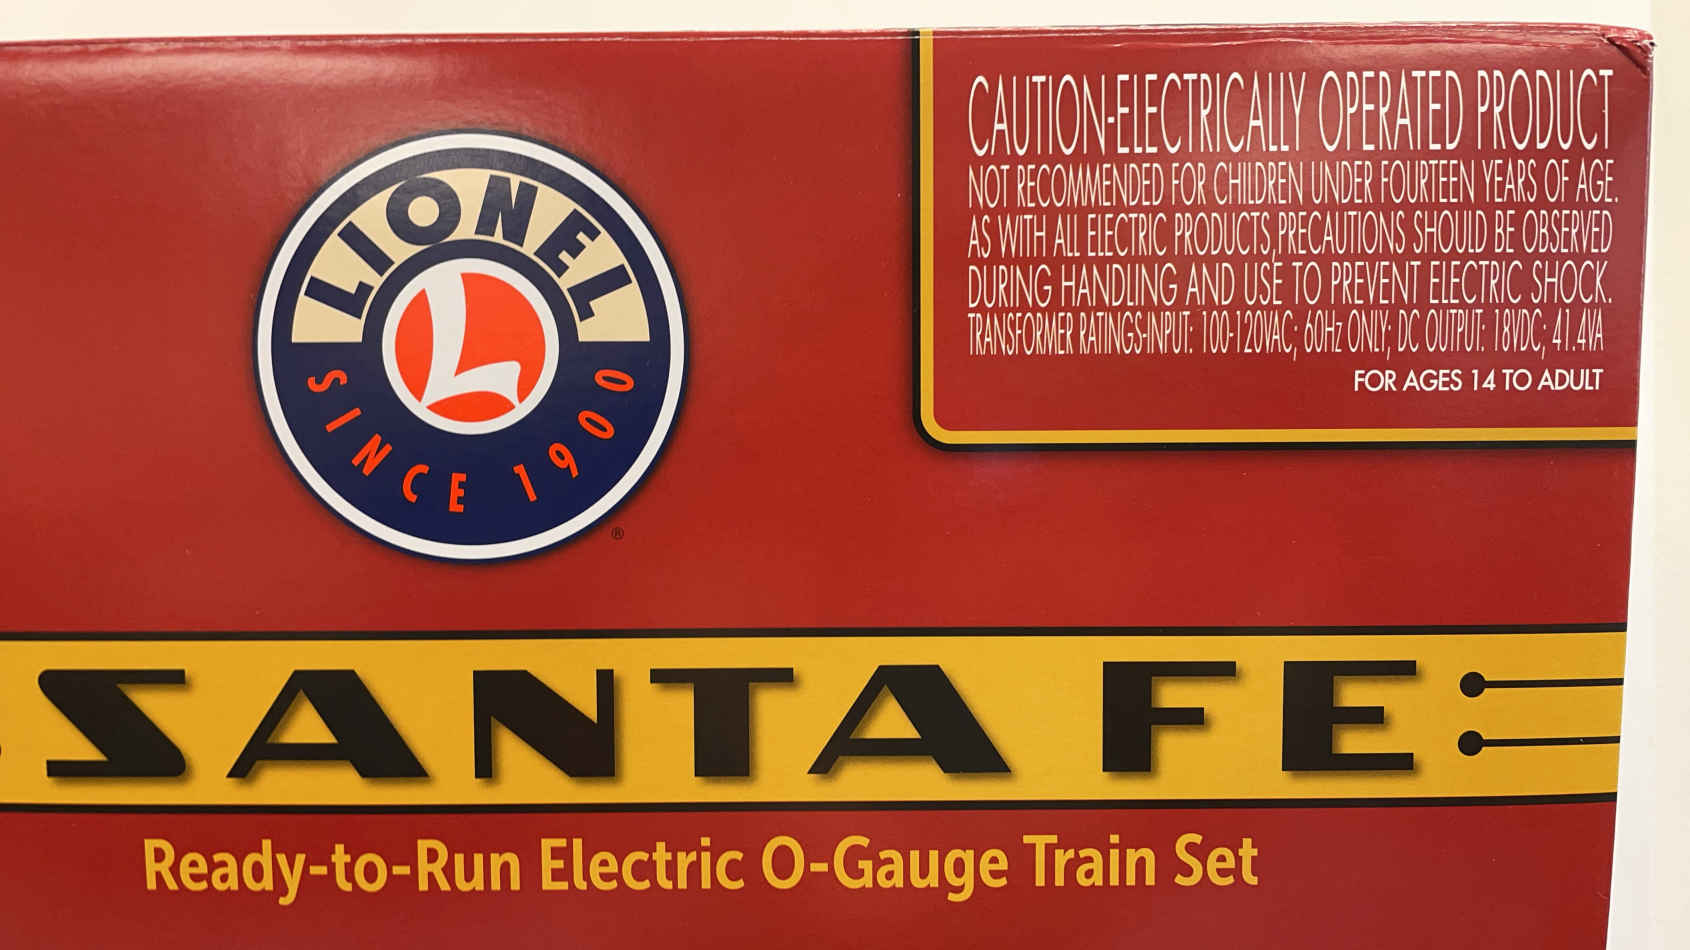 LIONEL
SINCE 1900
®
CAUTION-ELECTRICALLY OPERATED PRODUCT
NOT RECOMMENDED FOR CHILDREN UNDER FOURTEEN YEARS OF AGE.
AS WITH ALL ELECTRIC PRODUCTS, PRECAUTIONS SHOULD BE OBSERVED
DURING HANDLING AND USE TO PREVENT ELECTRIC SHOCK.
TRANSFORMER RATINGS-INPUT: 100-120VAC; 60Hz ONLY; DC OUTPUT: 18VDC; 41.4VA
FOR AGES 14 TO ADULT
SANTA FE
Ready-to-Run Electric O-Gauge Train Set